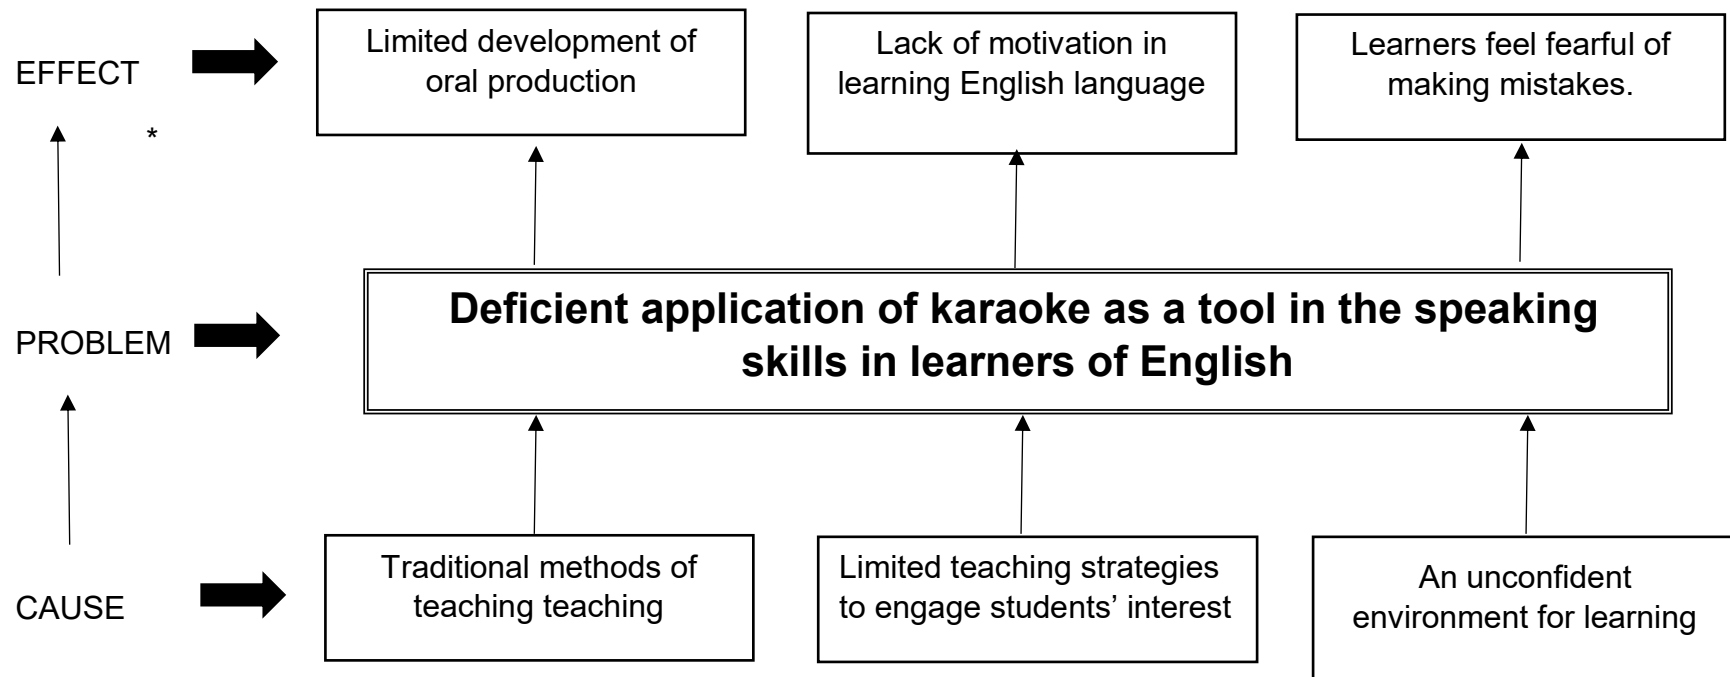 EFFECT
Limited development of
oral production
Lack of motivation in
learning English language
Learners feel fearful of
making mistakes.
*
PROBLEM
Deficient application of karaoke as a tool in the speaking
skills in learners of English
CAUSE
Traditional methods of
teaching teaching
Limited teaching strategies
to engage students’ interest
An unconfident
environment for learning